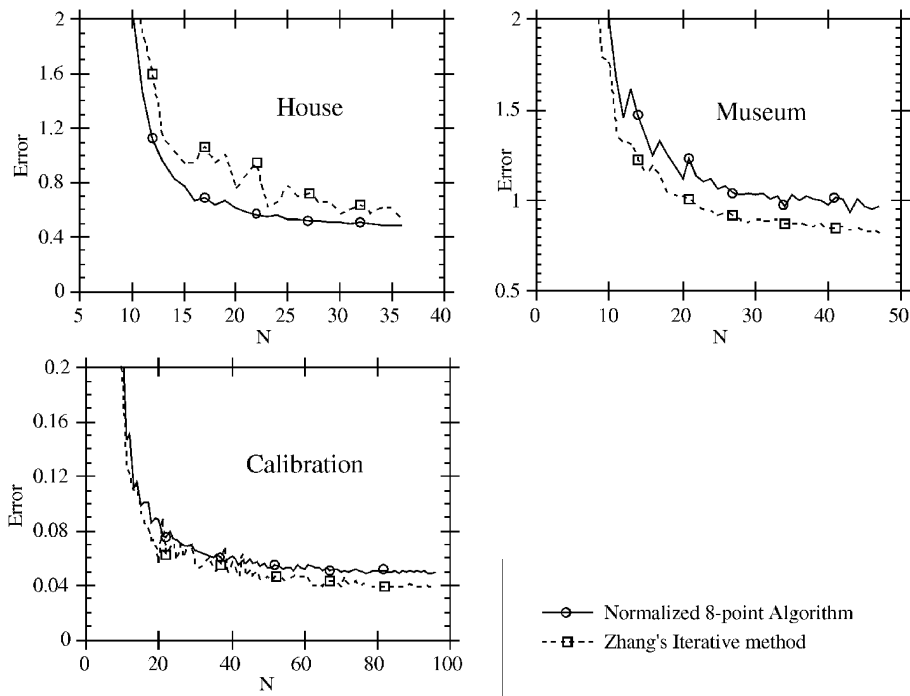 2
1.6
1.2
0.8
0.4
0
Error
House
5 10 15 20 25 30 35 40
N
2
1.5
1
0.5
Error
Museum
0 10 20 30 40 50
N
0.2
0.16
0.12
0.08
0.04
0
Error
Calibration
0 20 40 60 80 100
N
Normalized 8-point Algorithm
Zhang's Iterative method